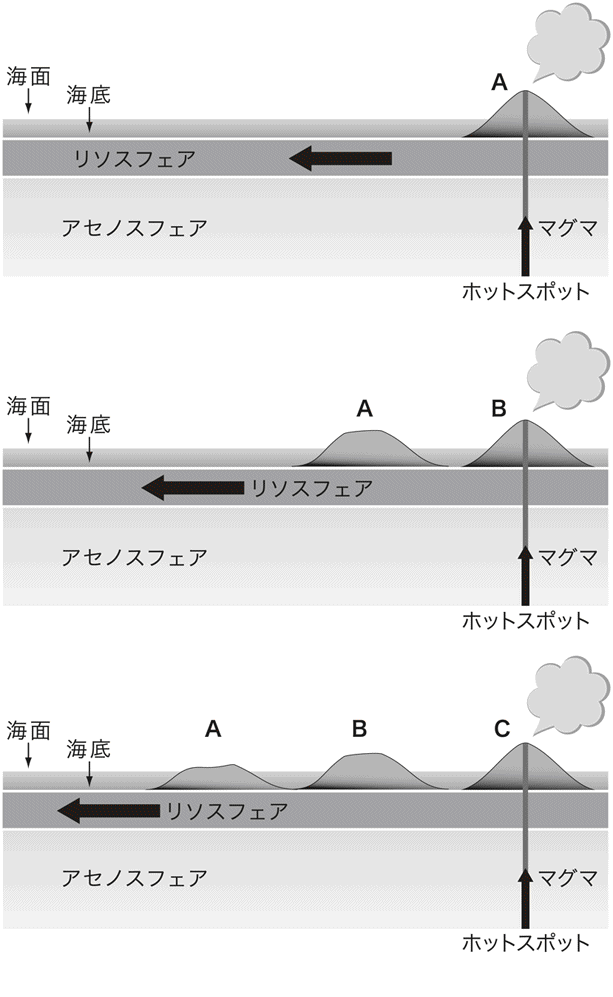 A
海面
海底
リソスフェア
アセノスフェア
マグマ
ホットスポット
A
B
海面
海底
リソスフェア
アセノスフェア
マグマ
ホットスポット
A
B
C
海面
海底
リソスフェア
アセノスフェア
マグマ
ホットスポット